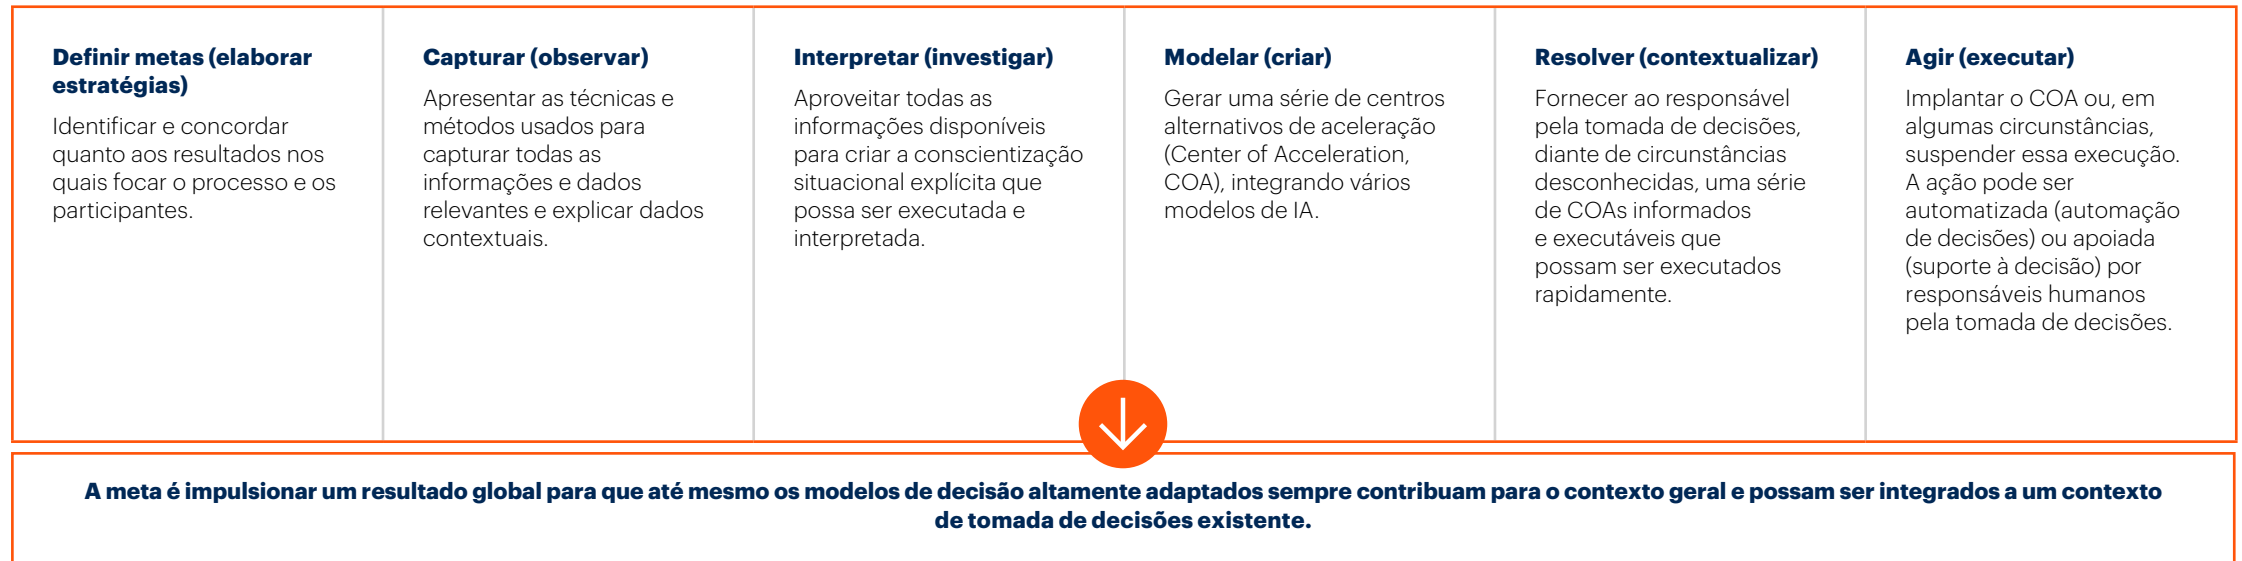 Definir metas (elaborar
estratégias)
Identificar e concordar
quanto aos resultados nos
quais focar o processo e os
participantes.
Capturar (observar)
Apresentar as técnicas e
métodos usados para
capturar todas as
informações e dados
relevantes e explicar dados
contextuais.
Interpretar (investigar)
Aproveitar todas as
informações disponíveis
para criar a conscientização
situacional explícita que
possa ser executada e
interpretada.
Modelar (criar)
Gerar uma série de centros
alternativos de aceleração
(Center of Acceleration,
COA), integrando vários
modelos de IA.
Resolver (contextualizar)
Fornecer ao responsável
pela tomada de decisões,
diante de circunstâncias
desconhecidas, uma série
de COAs informados
e executáveis que
possam ser executados
rapidamente.
Agir (executar)
Implantar o COA ou, em
algumas circunstâncias,
suspender essa execução.
A ação pode ser
automatizada (automação
de decisões) ou apoiada
(suporte à decisão) por
responsáveis humanos
pela tomada de decisões.
A meta é impulsionar um resultado global para que até mesmo os modelos de decisão altamente adaptados sempre contribuam para o contexto geral e possam ser integrados a um contexto
de tomada de decisões existente.